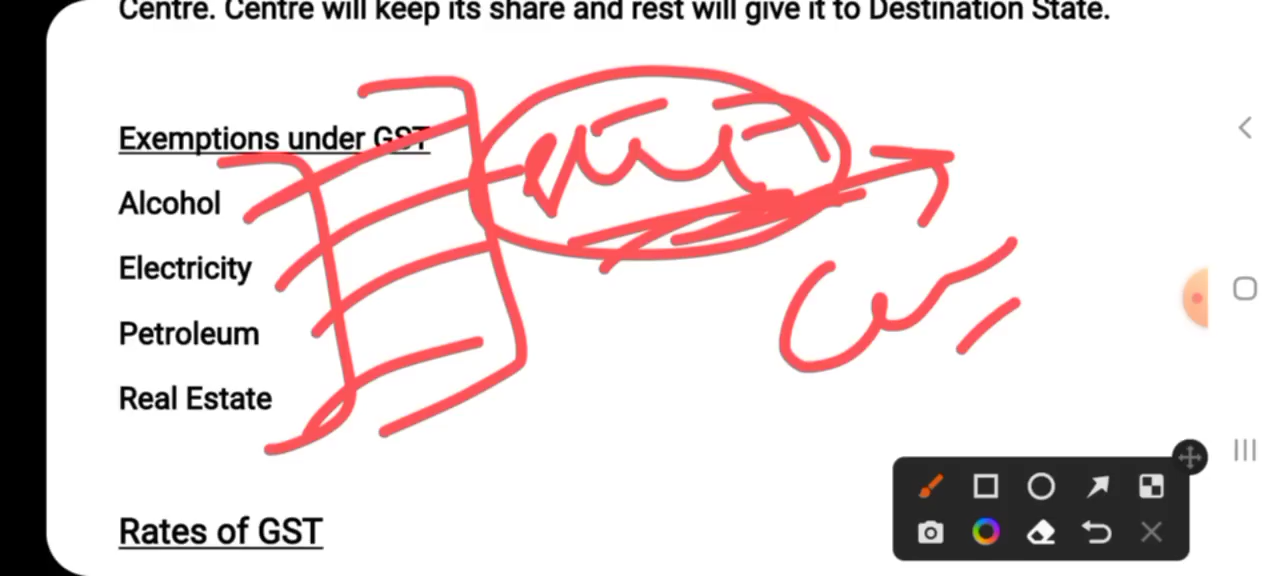 Centre. Centre will keep its share and rest will give it to Destination State.
Exemptions under GST
Alcohol
Electricity
Petroleum
Real Estate
Rates of GST